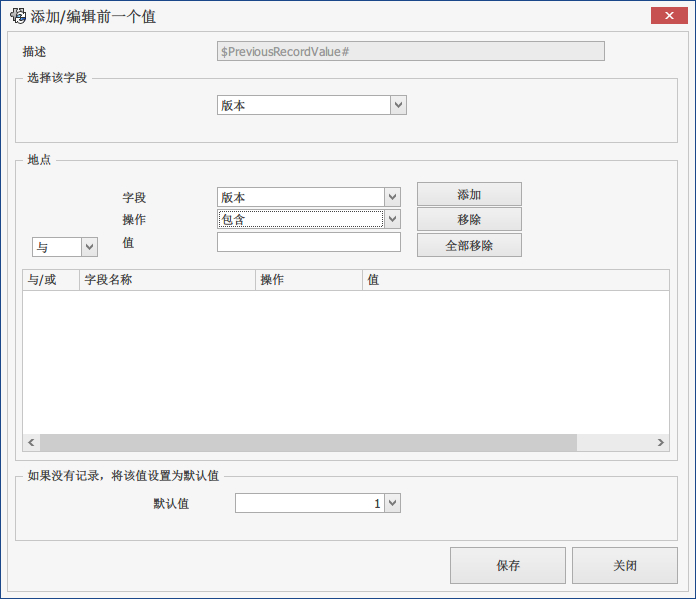 添加/编辑前一个值
描述 $PreviousRecordValue#
选择该字段
版本
地点
字段 版本 添加
操作 包含 移除
与 值 全部移除
与/或 字段名称 操作 值
如果没有记录，将该值设置为默认值
默认值 1
保存 关闭